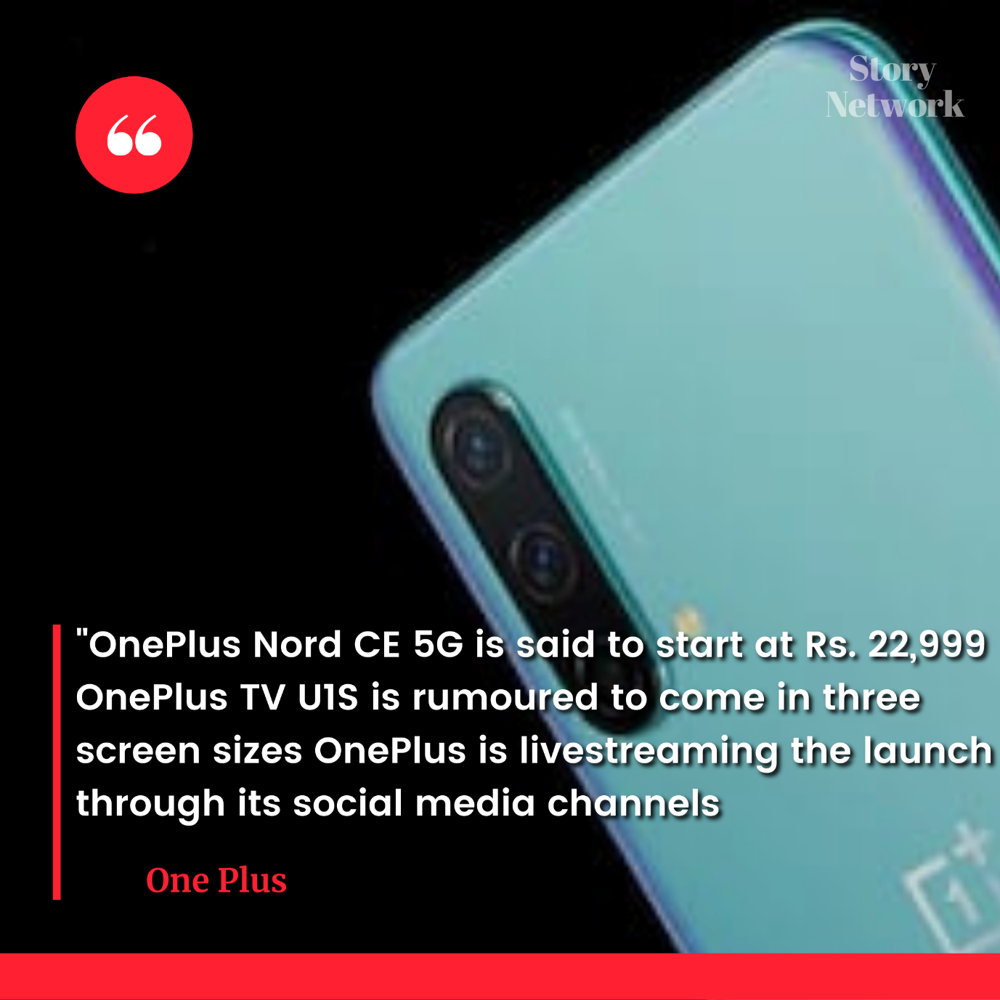 Story
Network
“
"OnePlus Nord CE 5G is said to start at Rs. 22,999
OnePlus TV U1S is rumoured to come in three
screen sizes OnePlus is livestreaming the launch
through its social media channels
One Plus
1+